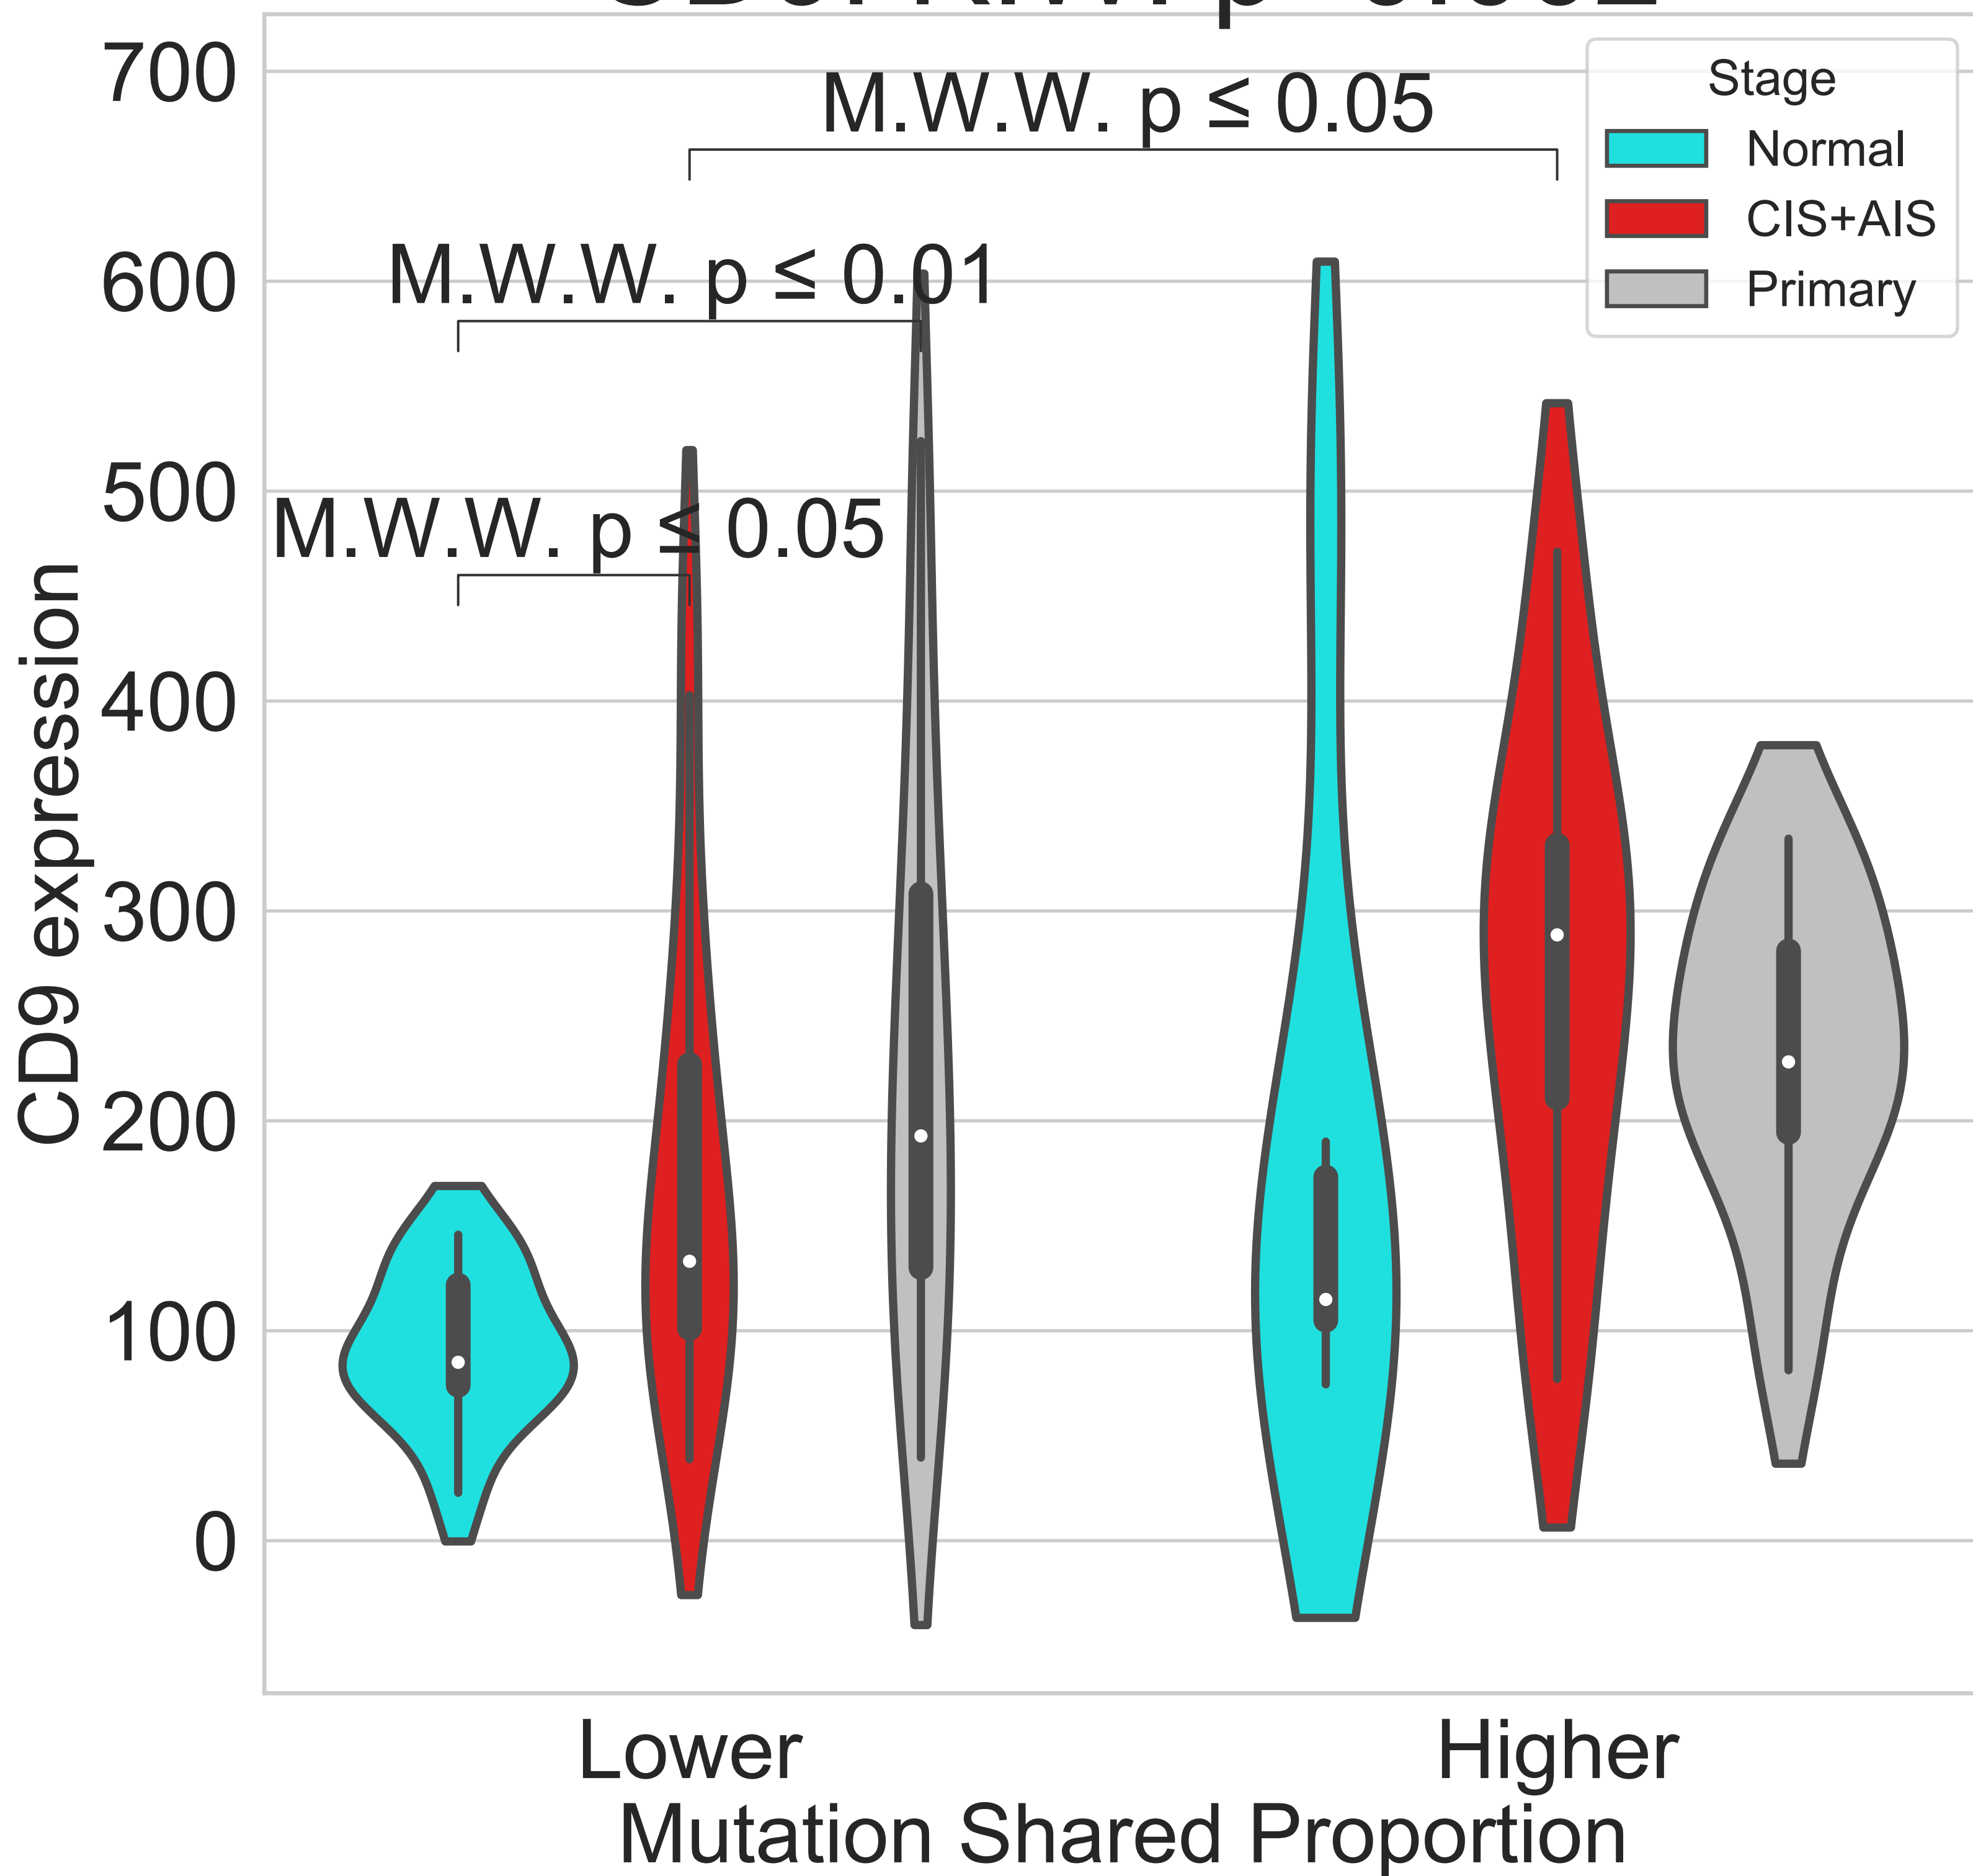 700
600
500
400
300
200
100
0
CD9 expression
M.W.W. p ≤ 0.05
M.W.W. p ≤ 0.01
M.W.W. p ≤ 0.05
Stage
Normal
CIS+AIS
Primary
Lower
Higher
Mutation Shared Proportion